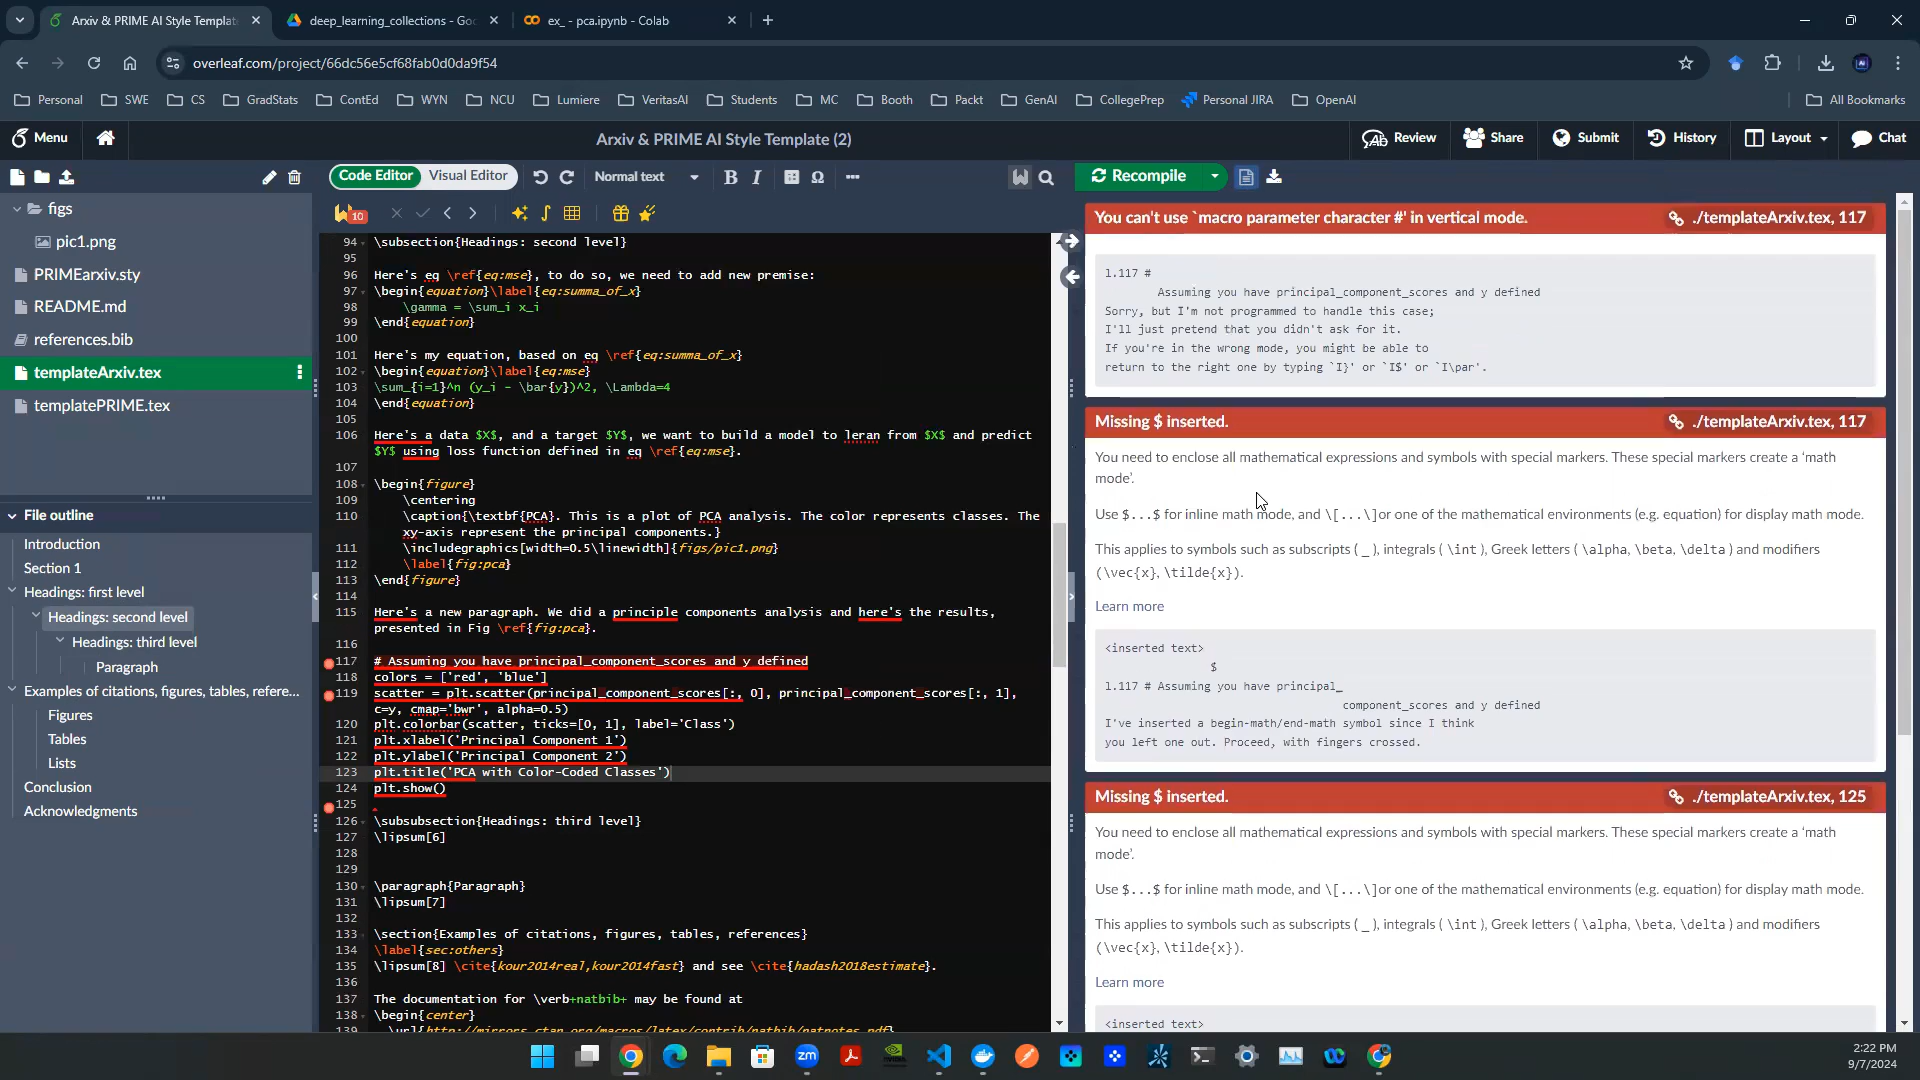 Arxiv & PRIME AI Style Templat
deep_learning_collections - Goo
ex_ - pca.ipynb - Colab
overleaf.com/project/66dc56e5cf68fab0d0da9f54
Personal
SWE
CS
GradStats
ContEd
WYN
NCU
Lumiere
VeritasAI
Students
MC
Booth
Packt
GenAI
CollegePrep
Personal JIRA
OpenAI
All Bookmarks
Menu
Arxiv & PRIME AI Style Template (2)
Review
Share
Submit
History
Layout
Chat
Code Editor
Visual Editor
Normal text
Recompile
10
figs
pic1.png
PRIMEarxiv.sty
README.md
references.bib
templateArxiv.tex
templatePRIME.tex
File outline
Introduction
Section 1
Headings: first level
Headings: second level
Headings: third level
Paragraph
Examples of citations, figures, tables, refere...
Figures
Tables
Lists
Conclusion
Acknowledgments
94 \subsection{Headings: second level}
95
96 Here's eq \ref{eq:mse}, to do so, we need to add new premise:
97 \begin{equation}\label{eq:summa_of_x}
98 \gamma = \sum_i x_i
99 \end{equation}
100
101 Here's my equation, based on eq \ref{eq:summa_of_x}
102 \begin{equation}\label{eq:mse}
103 \sum_{i=1}^n (y_i - \bar{y})^2, \Lambda=4
104 \end{equation}
105
106 Here's a data $X$, and a target $Y$, we want to build a model to leran from $X$ and predict
$Y$ using loss function defined in eq \ref{eq:mse}.
107
108 \begin{figure}
109 \centering
110 \caption{\textbf{PCA}. This is a plot of PCA analysis. The color represents classes. The
xy-axis represent the principal components.}
111 \includegraphics[width=0.5\linewidth]{figs/pic1.png}
112 \label{fig:pca}
113 \end{figure}
114
115 Here's a new paragraph. We did a principle components analysis and here's the results,
presented in Fig \ref{fig:pca}.
116
117 # Assuming you have principal_component_scores and y defined
118 colors = ['red', 'blue']
119 scatter = plt.scatter(principal_component_scores[:, 0], principal_component_scores[:, 1],
c=y, cmap='bwr', alpha=0.5)
120 plt.colorbar(scatter, ticks=[0, 1], label='Class')
121 plt.xlabel('Principal Component 1')
122 plt.ylabel('Principal Component 2')
123 plt.title('PCA with Color-Coded Classes')
124 plt.show()
125
126 \subsubsection{Headings: third level}
127 \lipsum[6]
128
129
130 \paragraph{Paragraph}
131 \lipsum[7]
132
133 \section{Examples of citations, figures, tables, references}
134 \label{sec:others}
135 \lipsum[8] \cite{kour2014real,kour2014fast} and see \cite{hadash2018estimate}.
136
137 The documentation for \verb+natbib+ may be found at
138 \begin{center}
139 \url{http://mirrors.ctan.org/macros/latex/contrib/natbib/natnotes.pdf}
You can't use `macro parameter character #' in vertical mode.
./templateArxiv.tex, 117
l.117 #
Assuming you have principal_component_scores and y defined
Sorry, but I'm not programmed to handle this case;
I'll just pretend that you didn't ask for it.
If you're in the wrong mode, you might be able to
return to the right one by typing `I}' or `I$' or `I\par'.
Missing $ inserted.
./templateArxiv.tex, 117
You need to enclose all mathematical expressions and symbols with special markers. These special markers create a ‘math
mode’.
Use $...$ for inline math mode, and \[...\]or one of the mathematical environments (e.g. equation) for display math mode.
This applies to symbols such as subscripts ( _ ), integrals ( \int ), Greek letters ( \alpha, \beta, \delta ) and modifiers
(\vec{x}, \tilde{x}).
Learn more
<inserted text>
$
l.117 # Assuming you have principal_
component_scores and y defined
I've inserted a begin-math/end-math symbol since I think
you left one out. Proceed, with fingers crossed.
Missing $ inserted.
./templateArxiv.tex, 125
You need to enclose all mathematical expressions and symbols with special markers. These special markers create a ‘math
mode’.
Use $...$ for inline math mode, and \[...\]or one of the mathematical environments (e.g. equation) for display math mode.
This applies to symbols such as subscripts ( _ ), integrals ( \int ), Greek letters ( \alpha, \beta, \delta ) and modifiers
(\vec{x}, \tilde{x}).
Learn more
<inserted text>
2:22 PM
9/7/2024